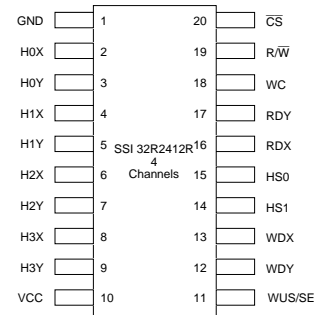 GND 1 20 C̅S̅
H0X 2 19 R/W̅
H0Y 3 18 WC
H1X 4 17 RDY
H1Y 5 SSI 32R2412R 16 RDX
4
H2X 6 Channels 15 HS0
H2Y 7 14 HS1
H3X 8 13 WDX
H3Y 9 12 WDY
VCC 10 11 WUS/SE